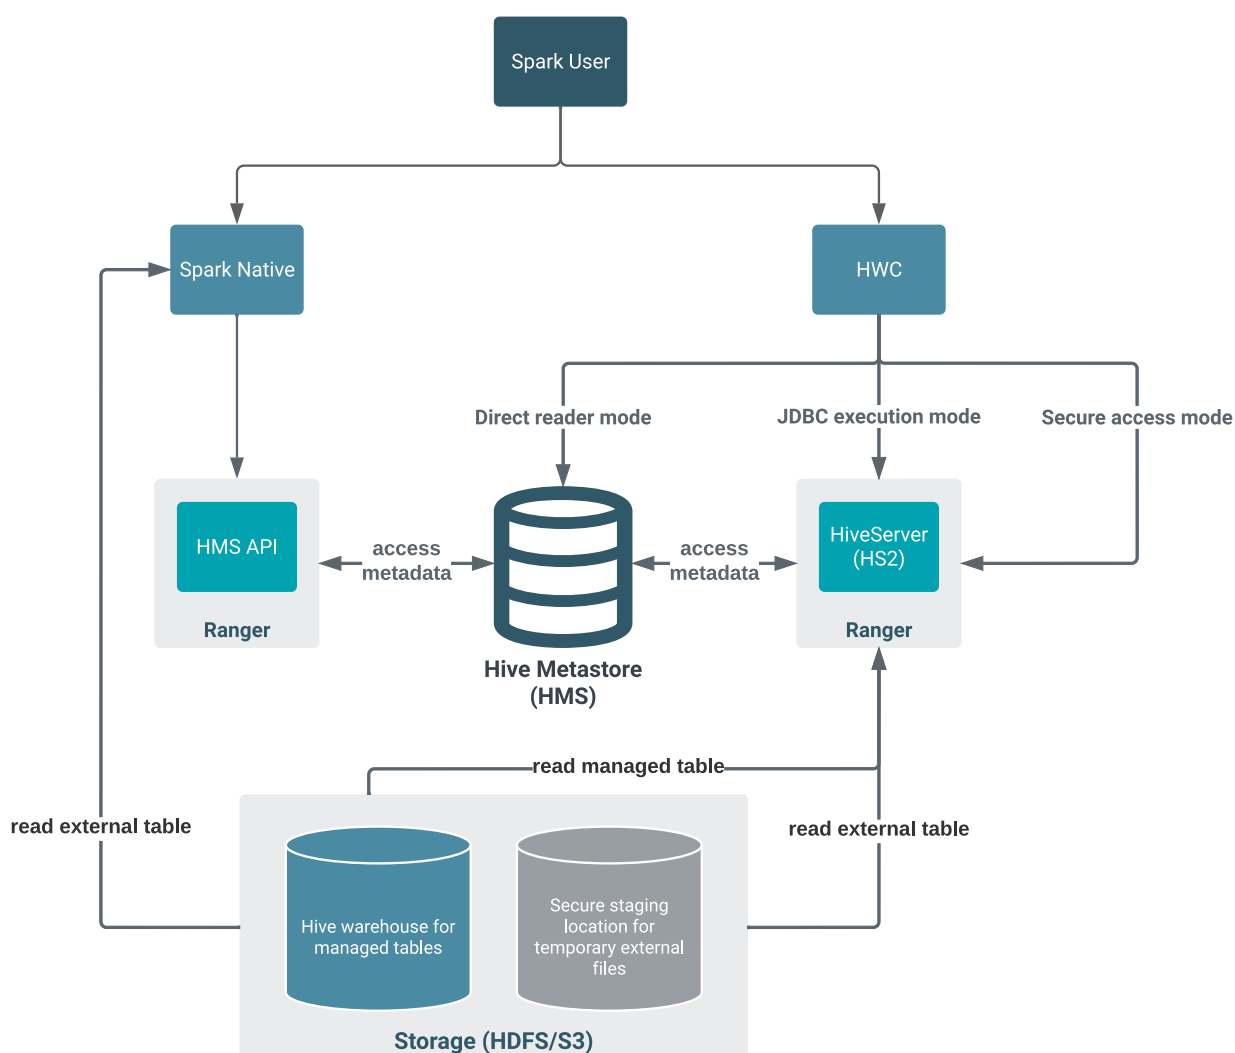 Spark User
Spark Native
HWC
Direct reader mode
JDBC execution mode
Secure access mode
HMS API
Ranger
access
metadata
access
metadata
HiveServer
(HS2)
Ranger
Hive Metastore
(HMS)
read managed table
read external table
read external table
Hive warehouse for
managed tables
Secure staging
location for
temporary external
files
Storage (HDFS/S3)